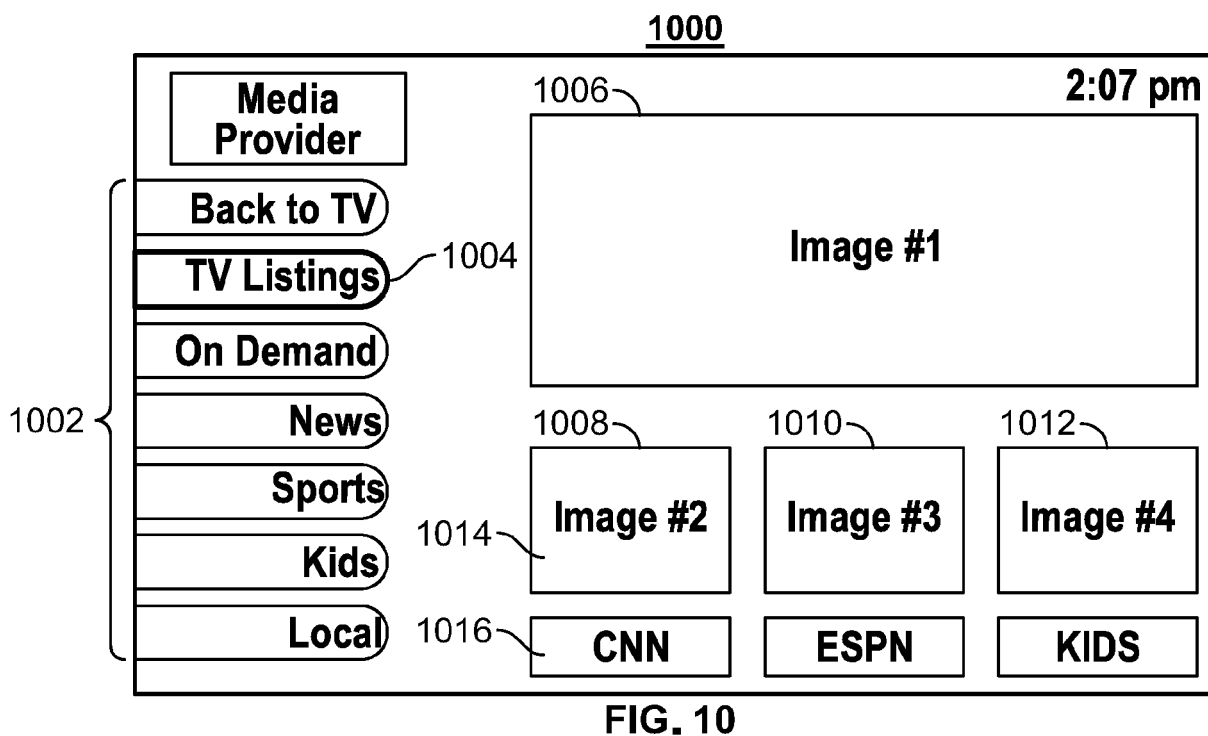 1000
2:07 pm
Media
Provider
1006
Back to TV
TV Listings
1004
Image #1
On Demand
1002
News
Sports
Kids
Local
1008
1010
1012
Image #2
Image #3
Image #4
1014
1016
CNN
ESPN
KIDS
FIG. 10